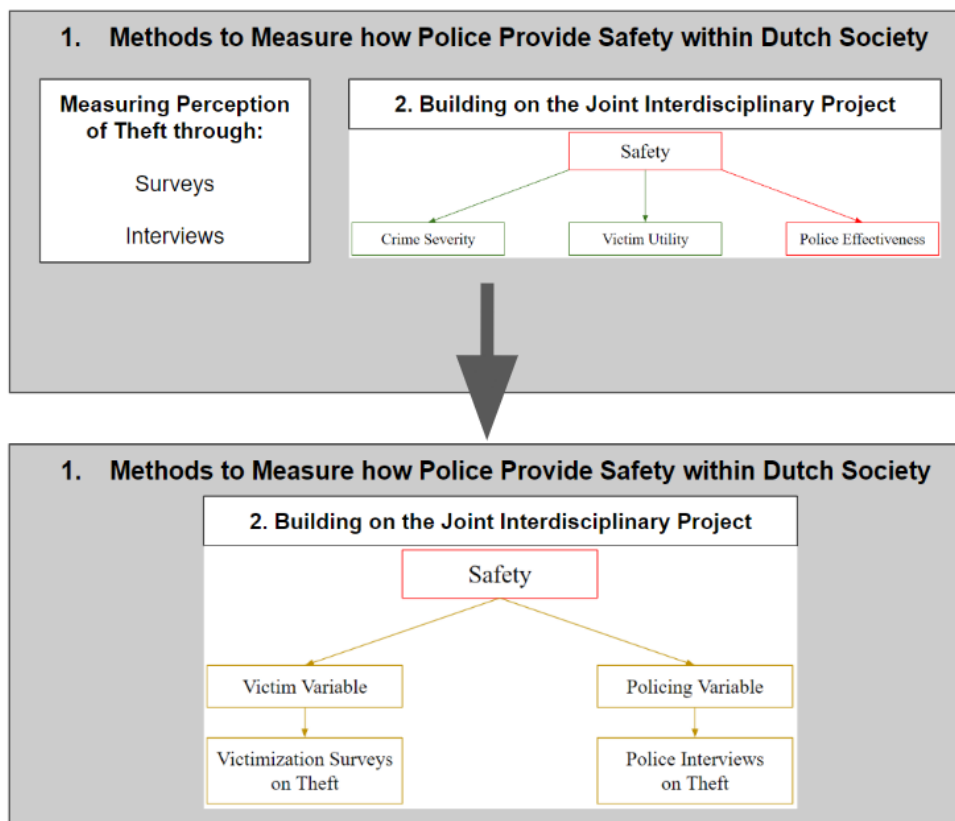 1. Methods to Measure how Police Provide Safety within Dutch Society
Measuring Perception
of Theft through:
Surveys
Interviews
2. Building on the Joint Interdisciplinary Project
Safety
Crime Severity
Victim Utility
Police Effectiveness
1. Methods to Measure how Police Provide Safety within Dutch Society
2. Building on the Joint Interdisciplinary Project
Safety
Victim Variable
Policing Variable
Victimization Surveys
on Theft
Police Interviews
on Theft